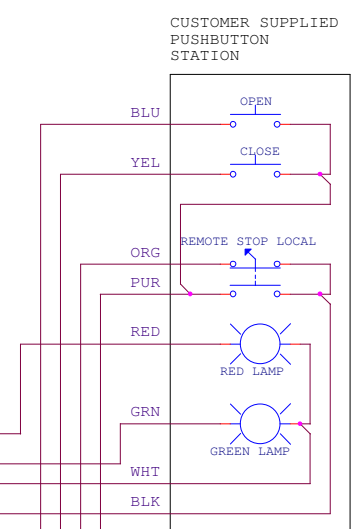 CUSTOMER SUPPLIED
PUSHBUTTON
STATION
OPEN
BLU
CLOSE
YEL
REMOTE STOP LOCAL
ORG
PUR
RED
RED LAMP
GRN
GREEN LAMP
WHT
BLK